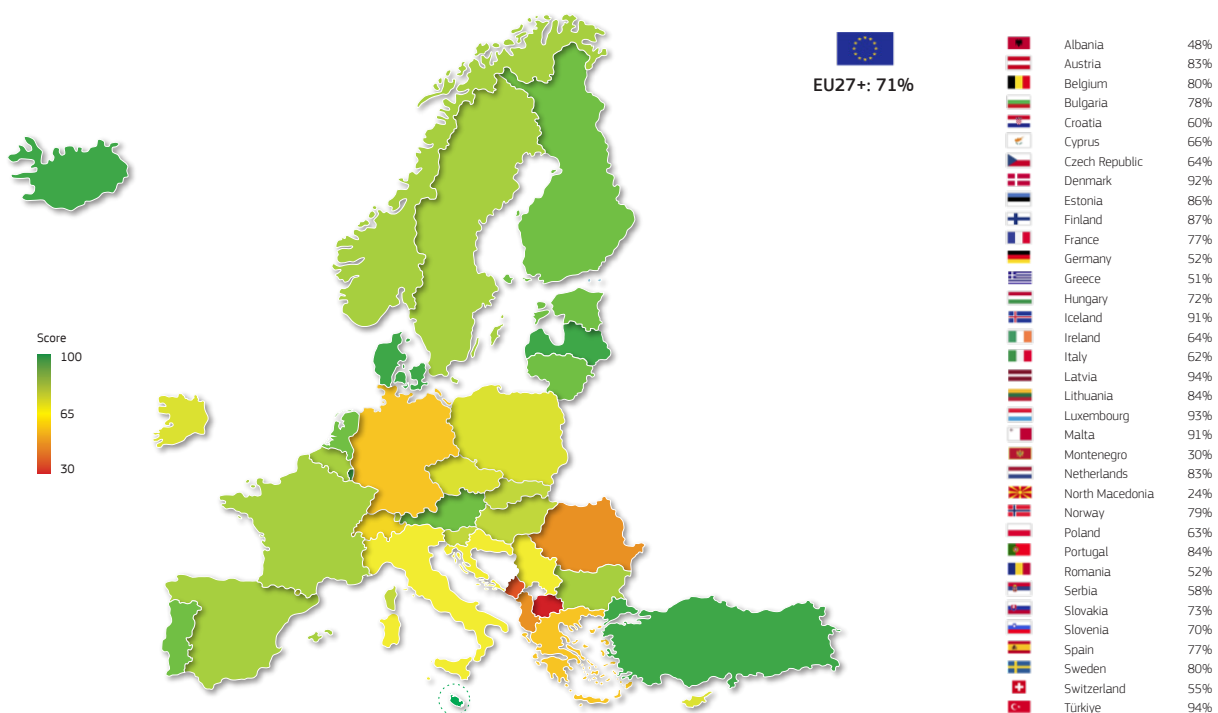 EU27+: 71%
Score
100
65
30
Albania 48%
Austria 83%
Belgium 80%
Bulgaria 78%
Croatia 60%
Cyprus 66%
Czech Republic 64%
Denmark 92%
Estonia 86%
Finland 87%
France 77%
Germany 52%
Greece 51%
Hungary 72%
Iceland 91%
Ireland 64%
Italy 62%
Latvia 94%
Lithuania 84%
Luxembourg 93%
Malta 91%
Montenegro 30%
Netherlands 83%
North Macedonia 24%
Norway 79%
Poland 63%
Portugal 84%
Romania 52%
Serbia 58%
Slovakia 73%
Slovenia 70%
Spain 77%
Sweden 80%
Switzerland 55%
Türkiye 94%